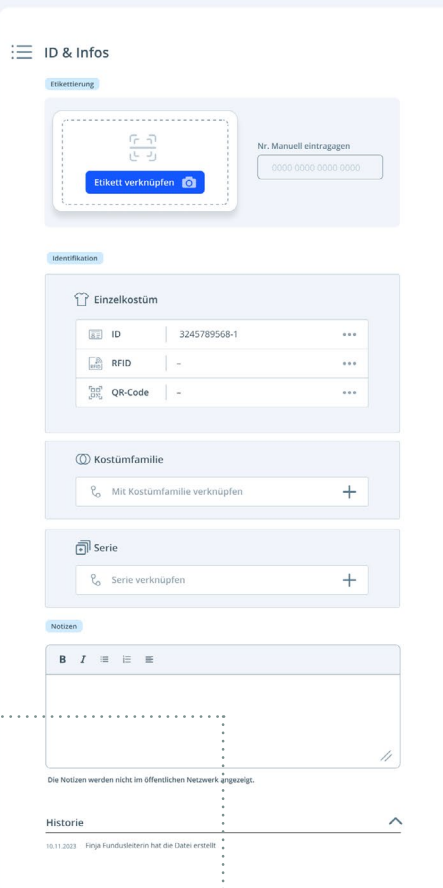 ID & Infos
Etikettierung
Etikett verknüpfen
Nr. Manuell eintragagen
0000 0000 0000 0000
Identifikation
Einzelkostüm
ID 3245789568-1
RFID –
QR-Code –
Kostümfamilie
Mit Kostümfamilie verknüpfen
Serie
Serie verknüpfen
Notizen
B I
Die Notizen werden nicht im öffentlichen Netzwerk angezeigt.
Historie
10.11.2023 Finja Fundusleiterin hat die Datei erstellt